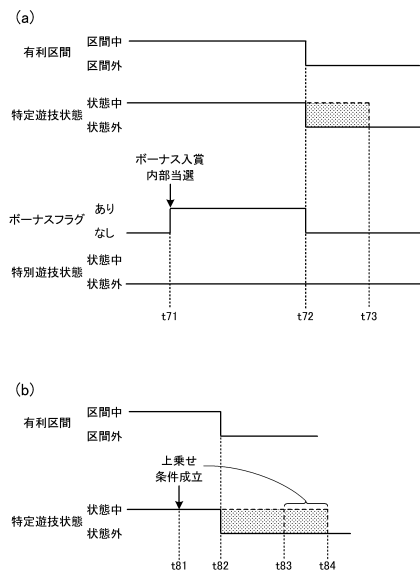 (a)
有利区間
区間中
区間外
特定遊技状態
状態中
状態外
ボーナス入賞
内部当選
ボーナスフラグ
あり
なし
特別遊技状態
状態中
状態外
t71
t72
t73
(b)
有利区間
区間中
区間外
上乗せ
条件成立
特定遊技状態
状態中
状態外
t81
t82
t83
t84